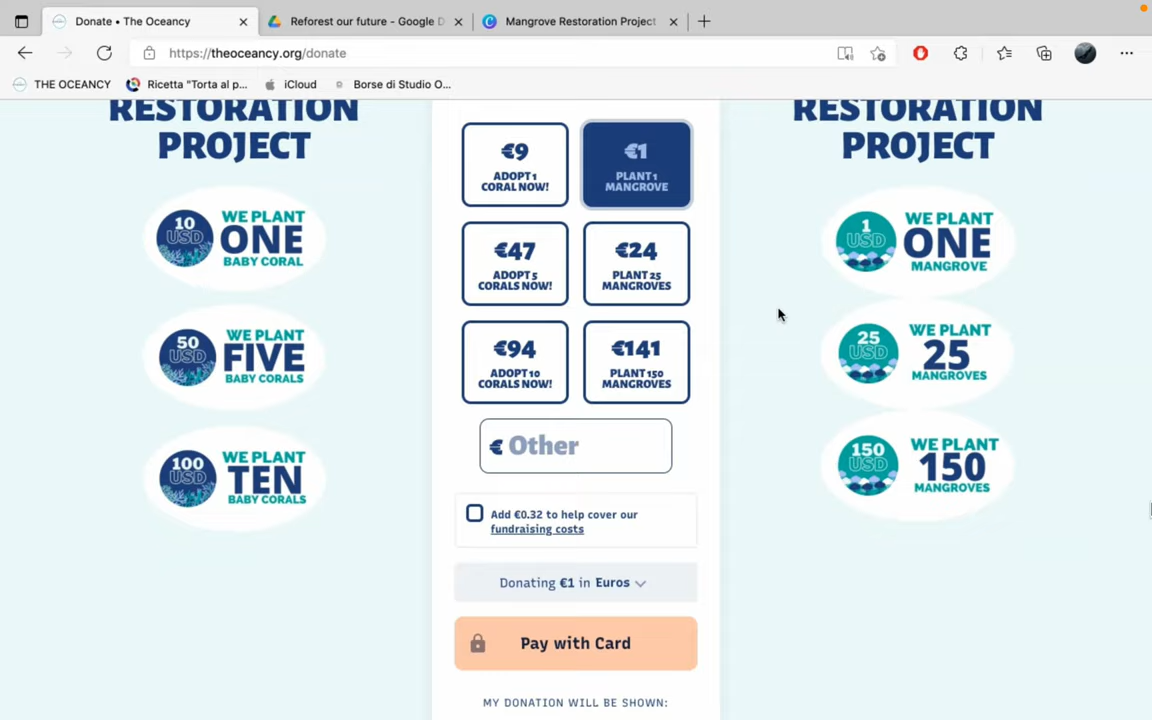 Donate • The Oceancy
Reforest our future - Google D
Mangrove Restoration Project
https://theoceancy.org/donate
THE OCEANCY
Ricetta "Torta al p...
iCloud
Borse di Studio O...
RESTORATION
PROJECT
10
USD
WE PLANT
ONE
BABY CORAL
50
USD
WE PLANT
FIVE
BABY CORALS
100
USD
WE PLANT
TEN
BABY CORALS
€9
ADOPT 1
CORAL NOW!
€1
PLANT 1
MANGROVE
€47
ADOPT 5
CORALS NOW!
€24
PLANT 25
MANGROVES
€94
ADOPT 10
CORALS NOW!
€141
PLANT 150
MANGROVES
€ Other
Add €0.32 to help cover our
fundraising costs
Donating €1 in Euros
Pay with Card
MY DONATION WILL BE SHOWN:
RESTORATION
PROJECT
1
USD
WE PLANT
ONE
MANGROVE
25
USD
WE PLANT
25
MANGROVES
150
USD
WE PLANT
150
MANGROVES